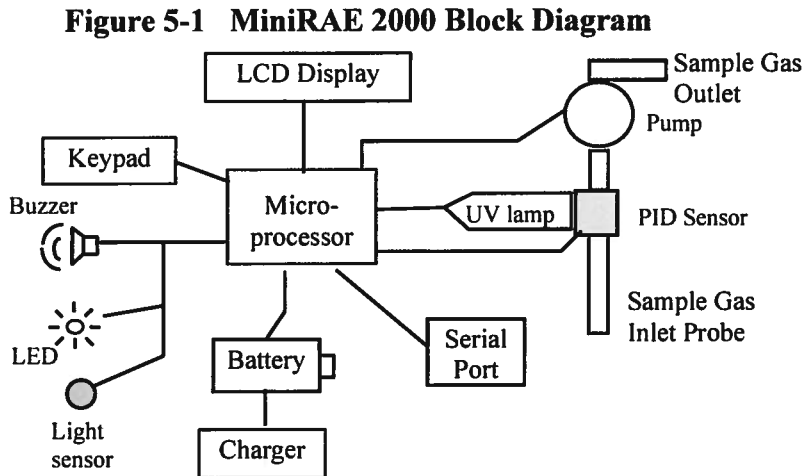 Figure 5-1 MiniRAE 2000 Block Diagram
LCD Display
Sample Gas
Outlet
Pump
Keypad
Buzzer
Micro-
processor
UV lamp
PID Sensor
Sample Gas
Inlet Probe
LED
Battery
Serial
Port
Light
sensor
Charger